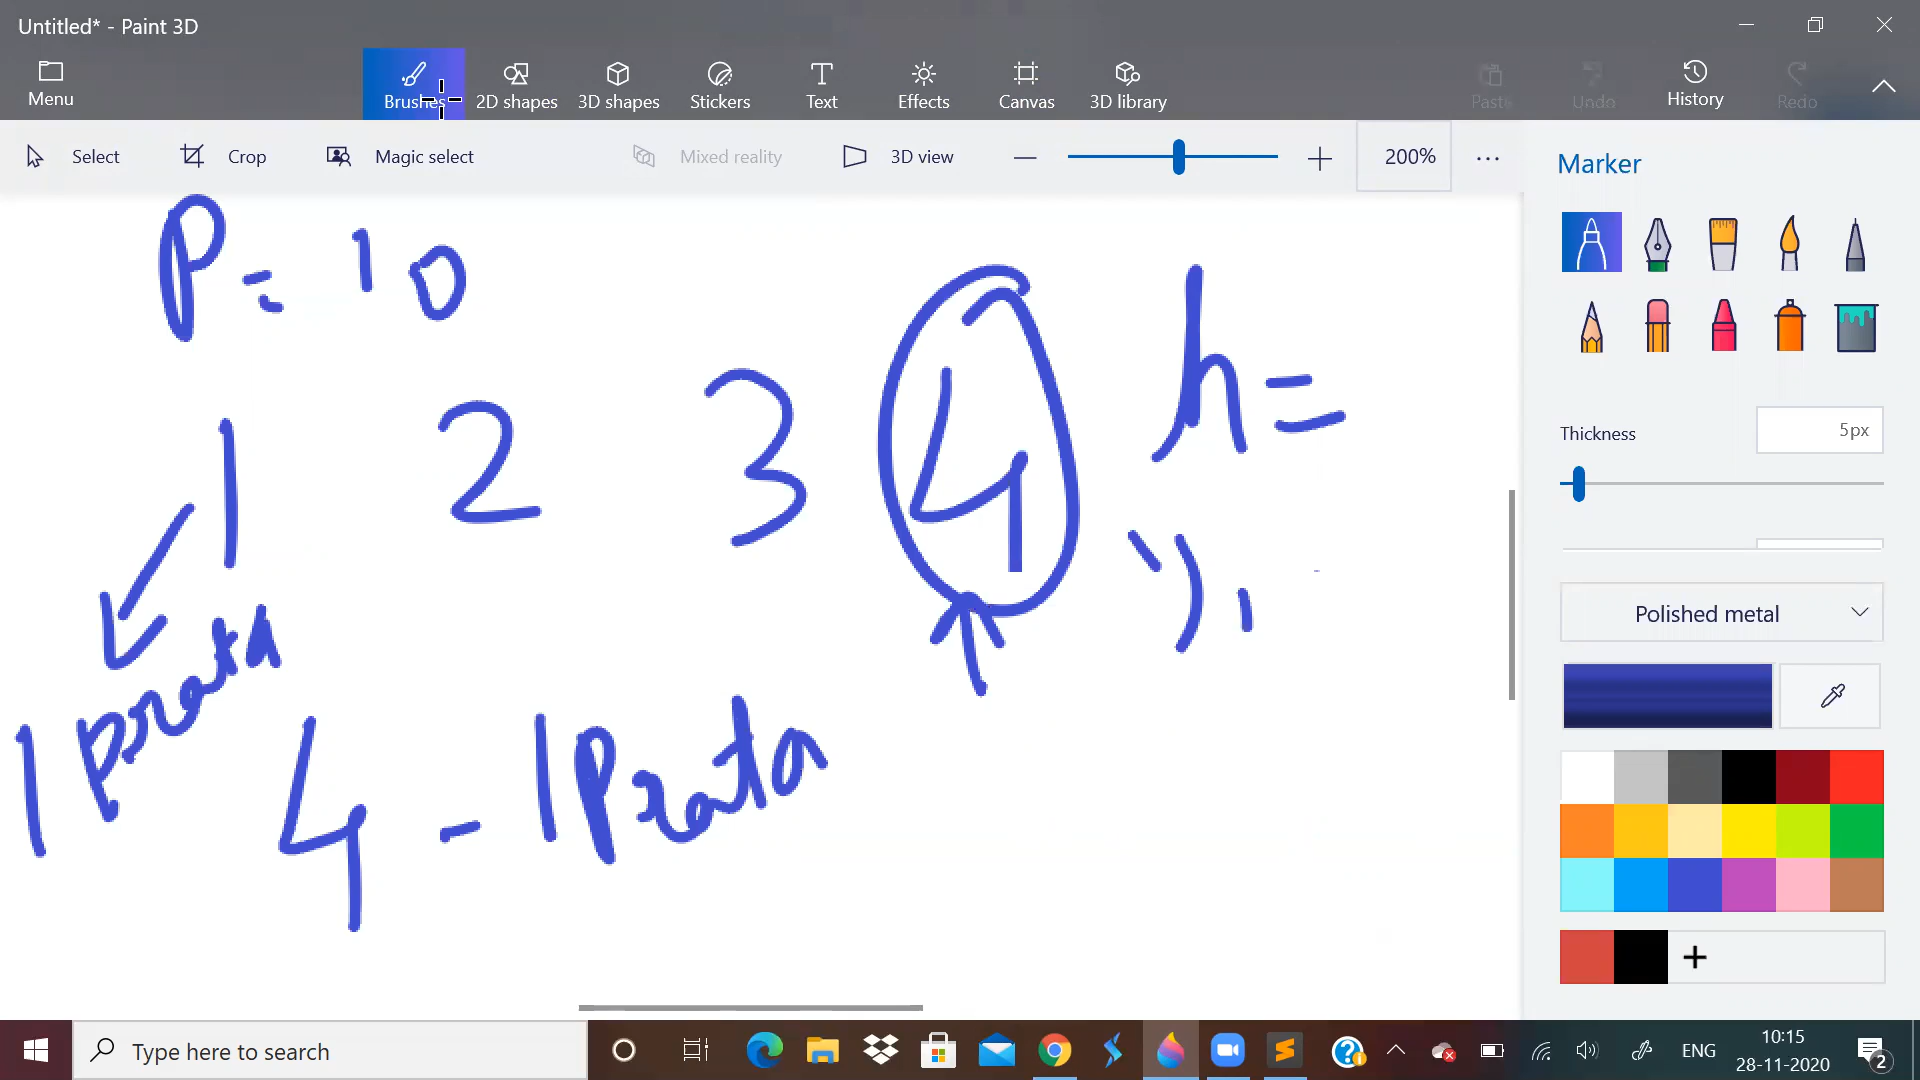 Untitled* - Paint 3D
Menu
Brushes
2D shapes
3D shapes
Stickers
Text
Effects
Canvas
3D library
Paste
Undo
History
Redo
Select
Crop
Magic select
Mixed reality
3D view
200%
Marker
Thickness
5px
Polished metal
P = 10
1 2 3 4 h =
1 prata
4 - 1 Prata
Type here to search
ENG
10:15
28-11-2020
2